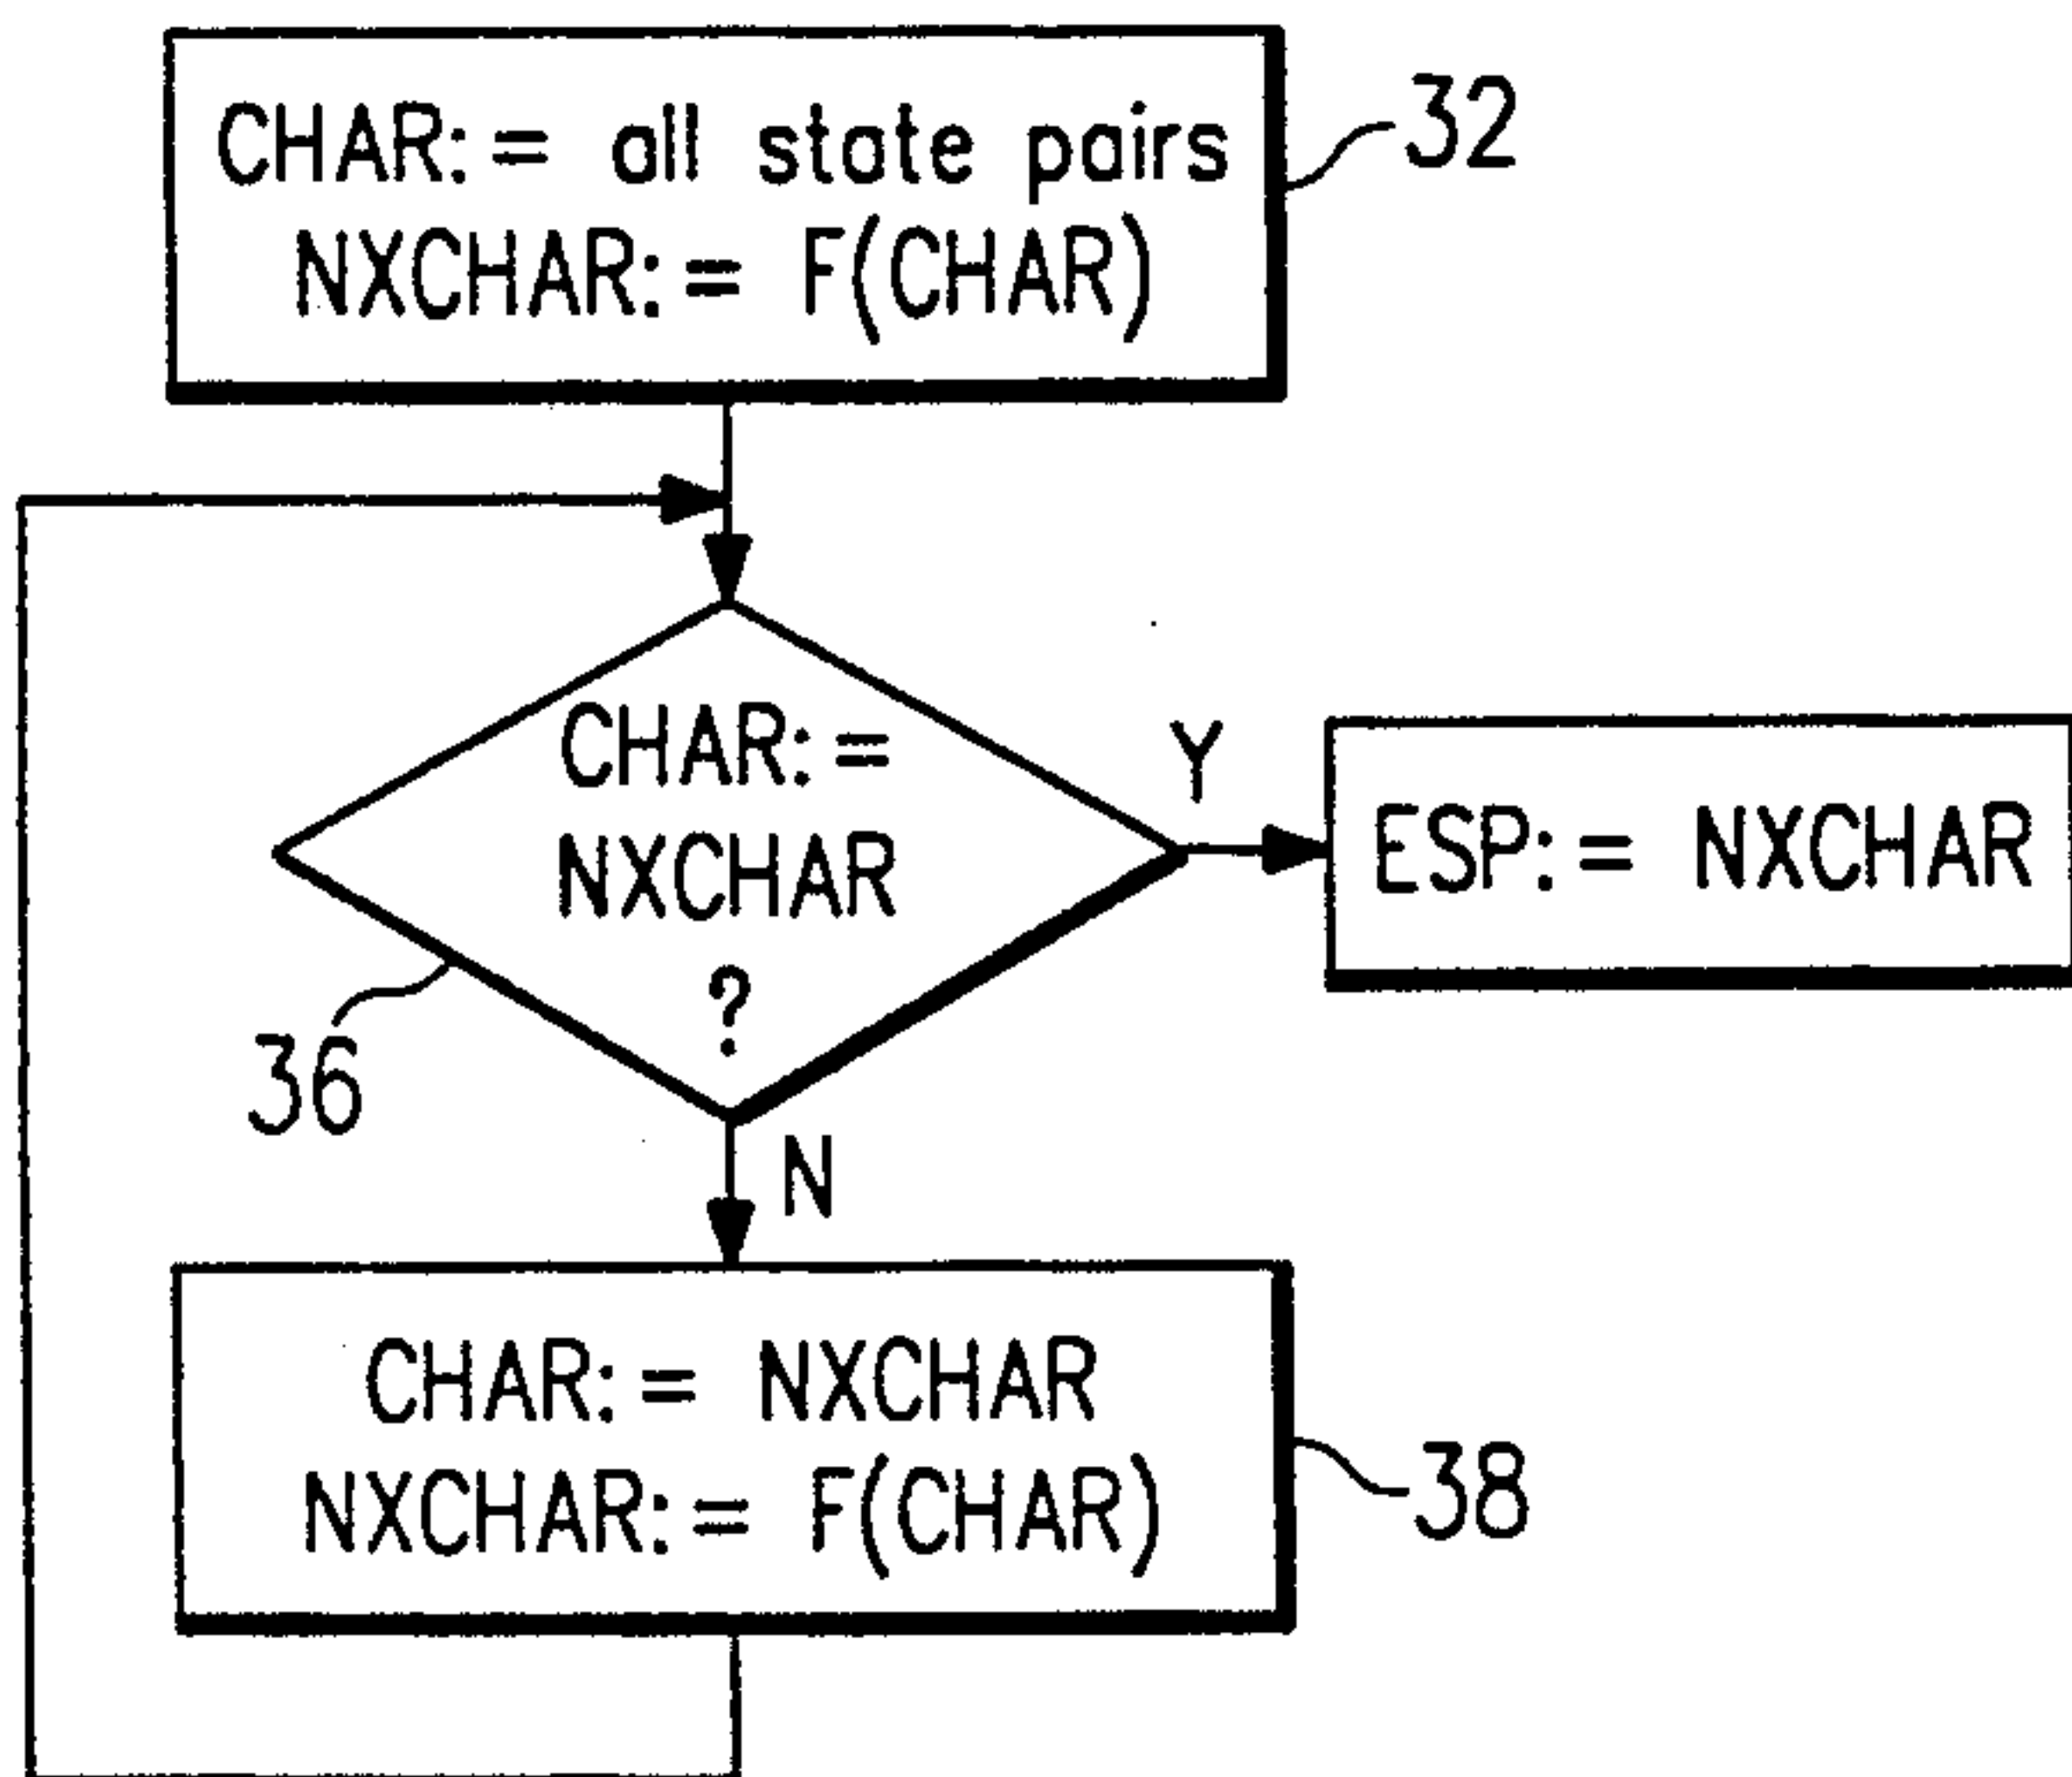 CHAR:= all state pairs
NXCHAR:= F(CHAR)
32
CHAR:=
NXCHAR
?
Y
ESP:= NXCHAR
36
N
CHAR:= NXCHAR
NXCHAR:= F(CHAR)
38